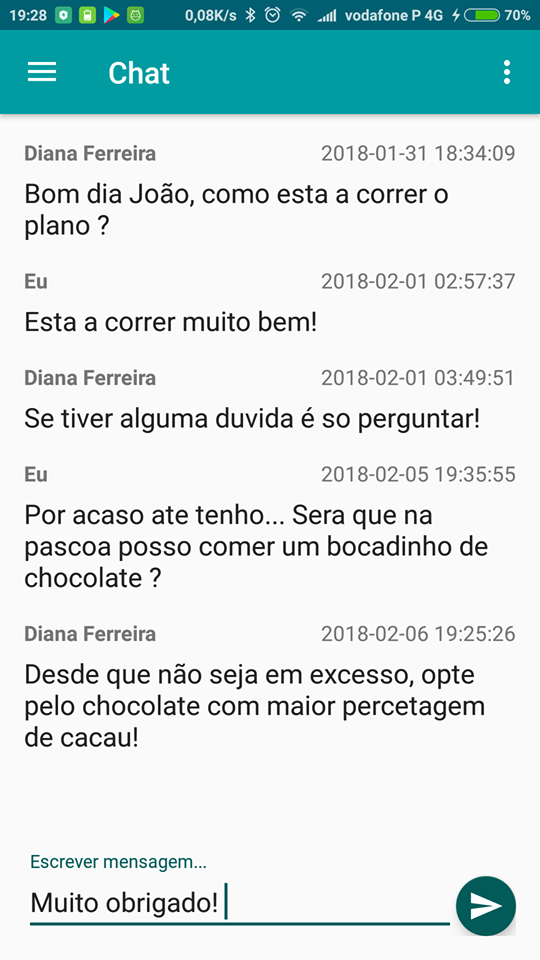 19:28 0,08K/s vodafone P 4G 70%
Chat
Diana Ferreira 2018-01-31 18:34:09
Bom dia João, como esta a correr o
plano ?
Eu 2018-02-01 02:57:37
Esta a correr muito bem!
Diana Ferreira 2018-02-01 03:49:51
Se tiver alguma duvida é so perguntar!
Eu 2018-02-05 19:35:55
Por acaso ate tenho... Sera que na
pascoa posso comer um bocadinho de
chocolate ?
Diana Ferreira 2018-02-06 19:25:26
Desde que não seja em excesso, opte
pelo chocolate com maior percetagem
de cacau!
Escrever mensagem...
Muito obrigado!